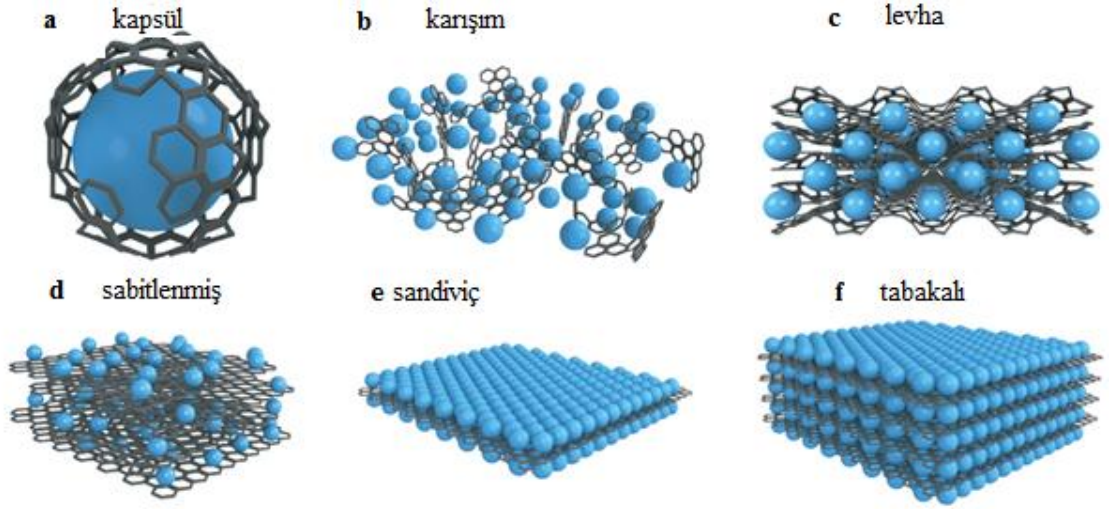 a kapsül
b karışım
c levha
d sabitlenmiş
e sandiviç
f tabakalı